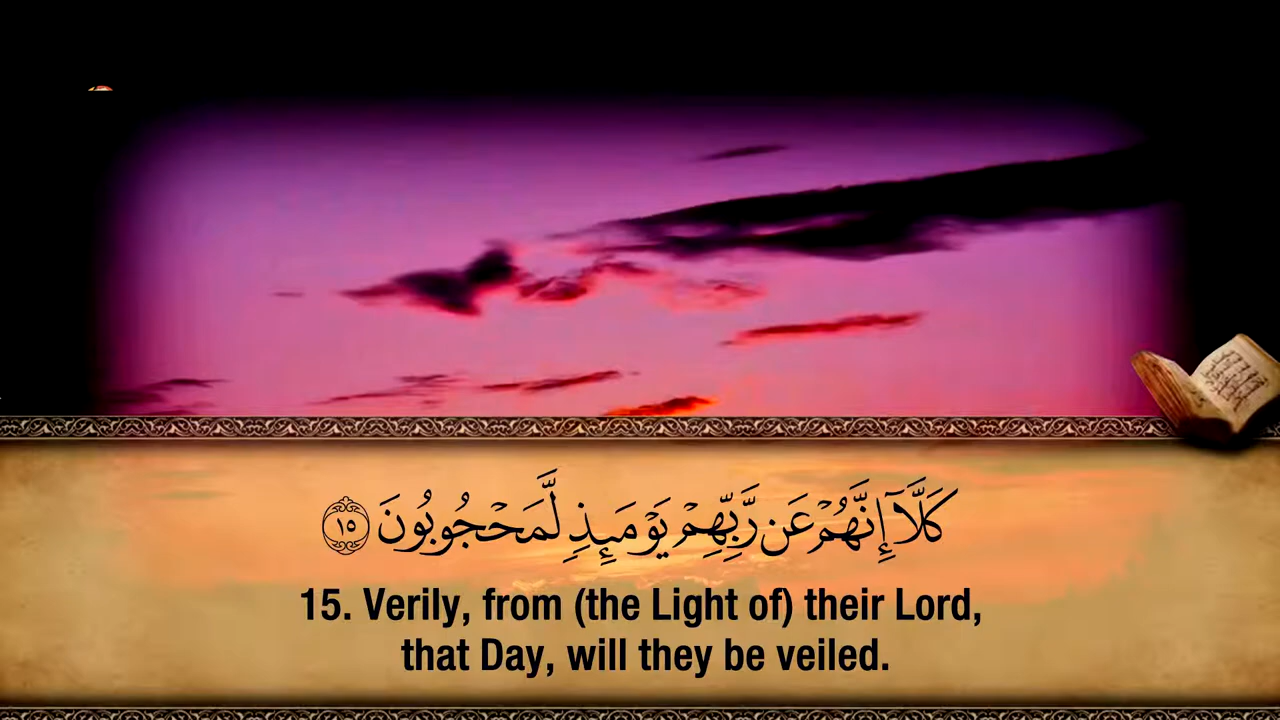 كَلَّآ إِنَّهُمْ عَن رَّبِّهِمْ يَوْمَئِذٍ لَّمَحْجُوبُونَ ١٥
15. Verily, from (the Light of) their Lord,
that Day, will they be veiled.